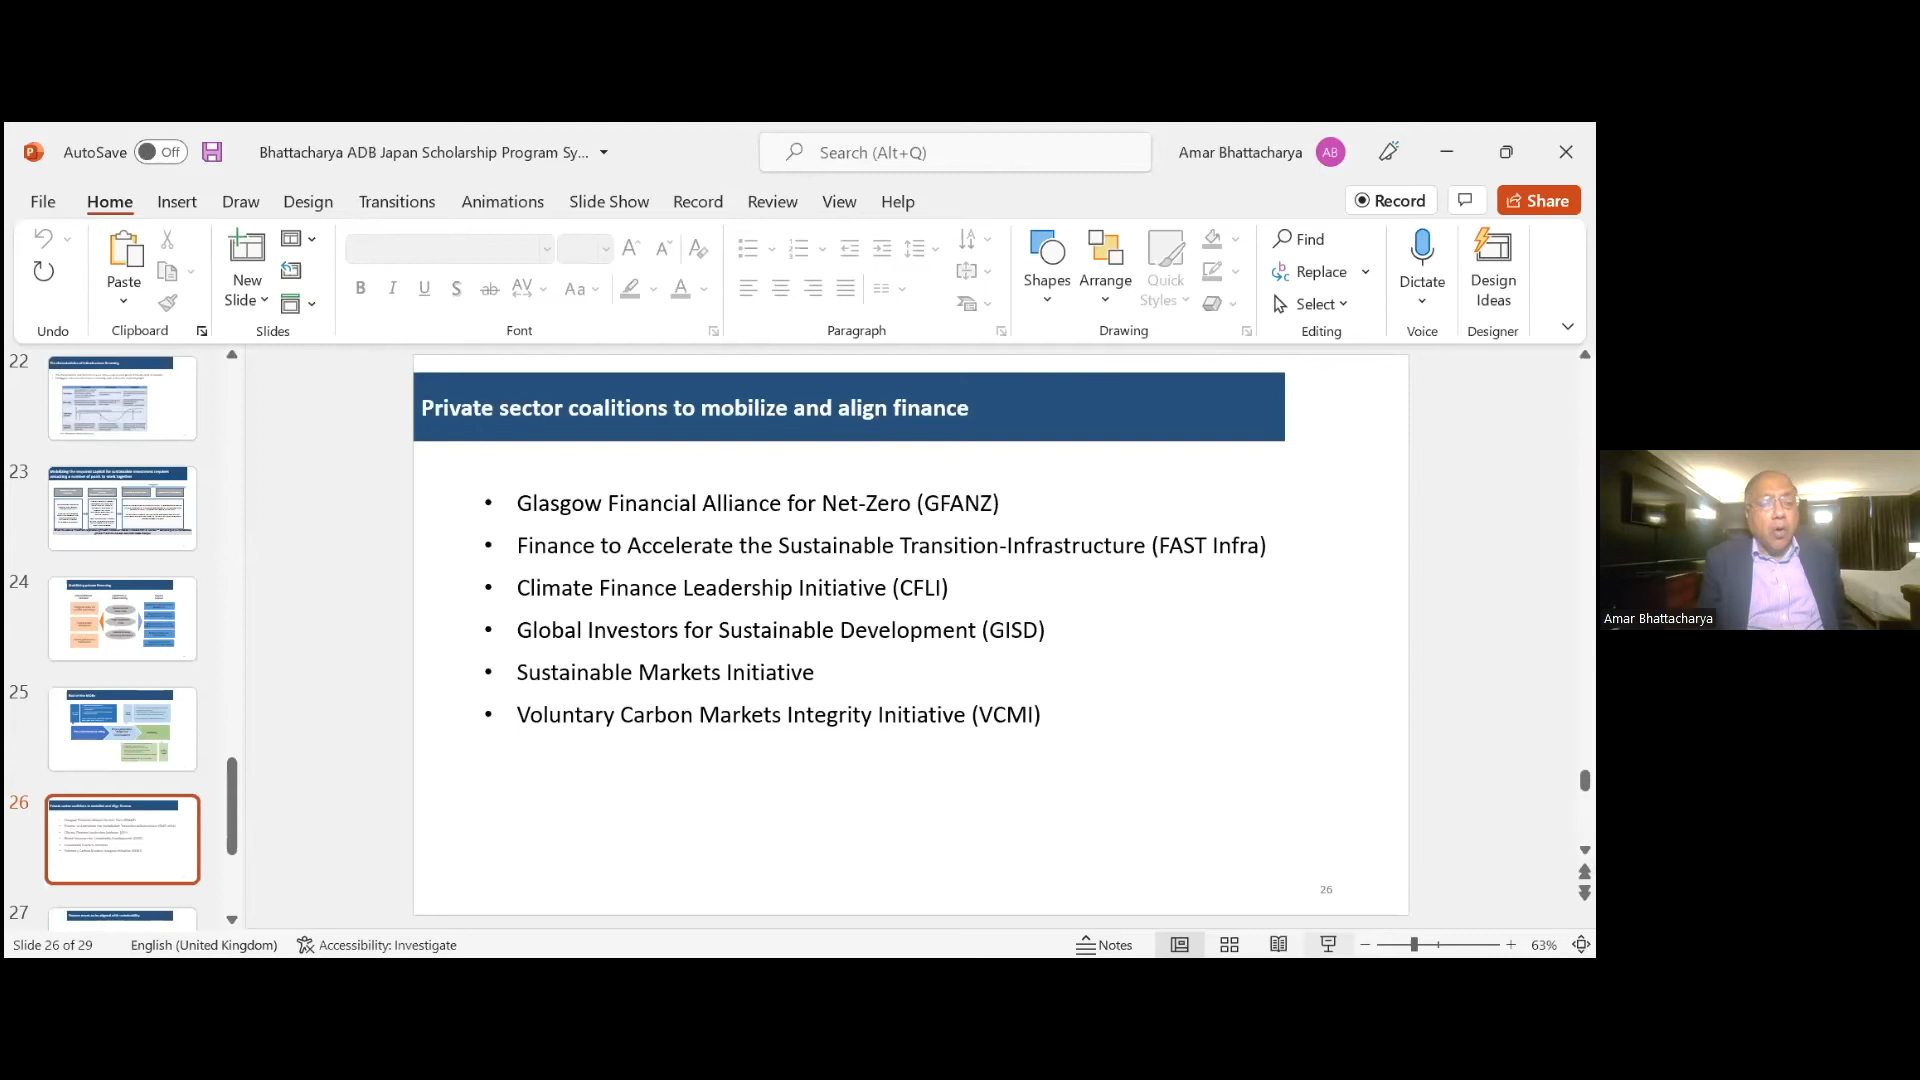 AutoSave Off
Bhattacharya ADB Japan Scholarship Program Sy...
Search (Alt+Q)
Amar Bhattacharya AB
File Home Insert Draw Design Transitions Animations Slide Show Record Review View Help
Record
Share
Paste
New
Slide
B I U S ab AV Aa A
Shapes Arrange Quick
Styles
Find
Replace
Select
Dictate
Design
Ideas
Undo Clipboard Slides Font Paragraph Drawing Editing Voice Designer
22
23
24
25
26
27
Private sector coalitions to mobilize and align finance
• Glasgow Financial Alliance for Net-Zero (GFANZ)
• Finance to Accelerate the Sustainable Transition-Infrastructure (FAST Infra)
• Climate Finance Leadership Initiative (CFLI)
• Global Investors for Sustainable Development (GISD)
• Sustainable Markets Initiative
• Voluntary Carbon Markets Integrity Initiative (VCMI)
26
Amar Bhattacharya
Slide 26 of 29 English (United Kingdom) Accessibility: Investigate Notes 63%